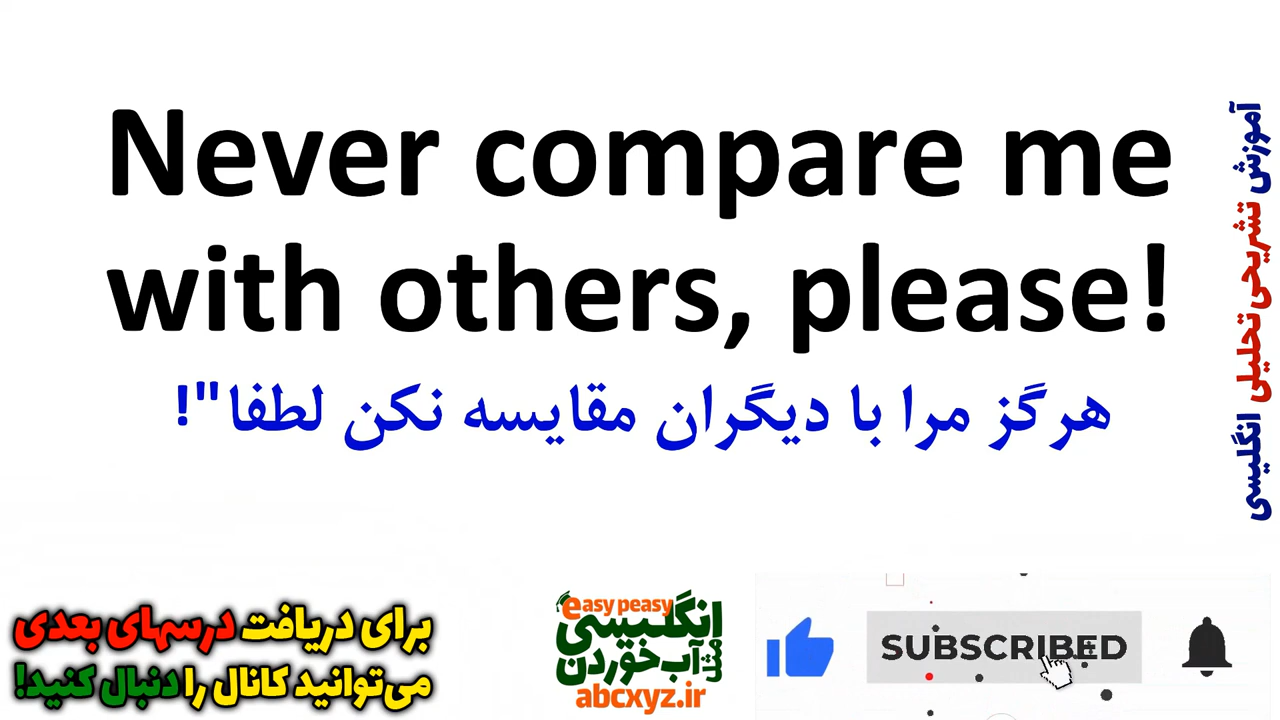 Never compare me
with others, please!
هرگز مرا با دیگران مقایسه نکن لطفا"!
آموزش تشریحی تحلیلی انگلیسی
برای دریافت درسهای بعدی
می‌توانید کانال را دنبال کنید!
easy peasy
انگلیسی
مثل آب خوردن
abcxyz.ir
SUBSCRIBED